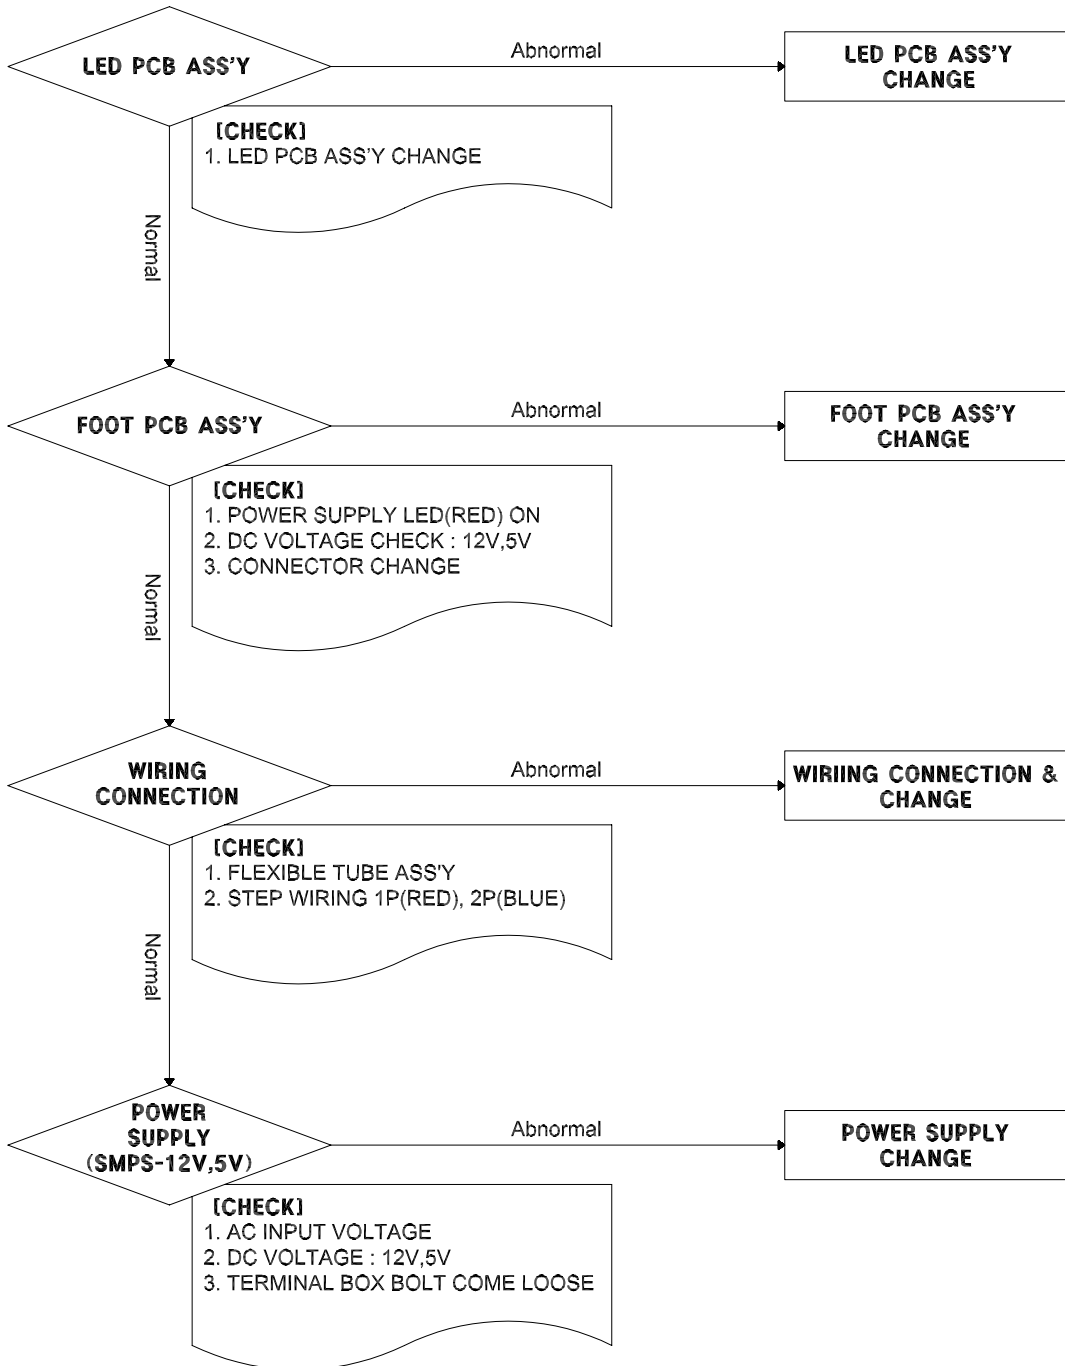 LED PCB ASS'Y
Abnormal
LED PCB ASS'Y
CHANGE
[CHECK]
1. LED PCB ASS'Y CHANGE
Normal
FOOT PCB ASS'Y
Abnormal
FOOT PCB ASS'Y
CHANGE
[CHECK]
1. POWER SUPPLY LED(RED) ON
2. DC VOLTAGE CHECK : 12V,5V
3. CONNECTOR CHANGE
Normal
WIRING
CONNECTION
Abnormal
WIRIING CONNECTION &
CHANGE
[CHECK]
1. FLEXIBLE TUBE ASS'Y
2. STEP WIRING 1P(RED), 2P(BLUE)
Normal
POWER
SUPPLY
(SMPS-12V,5V)
Abnormal
POWER SUPPLY
CHANGE
[CHECK]
1. AC INPUT VOLTAGE
2. DC VOLTAGE : 12V,5V
3. TERMINAL BOX BOLT COME LOOSE